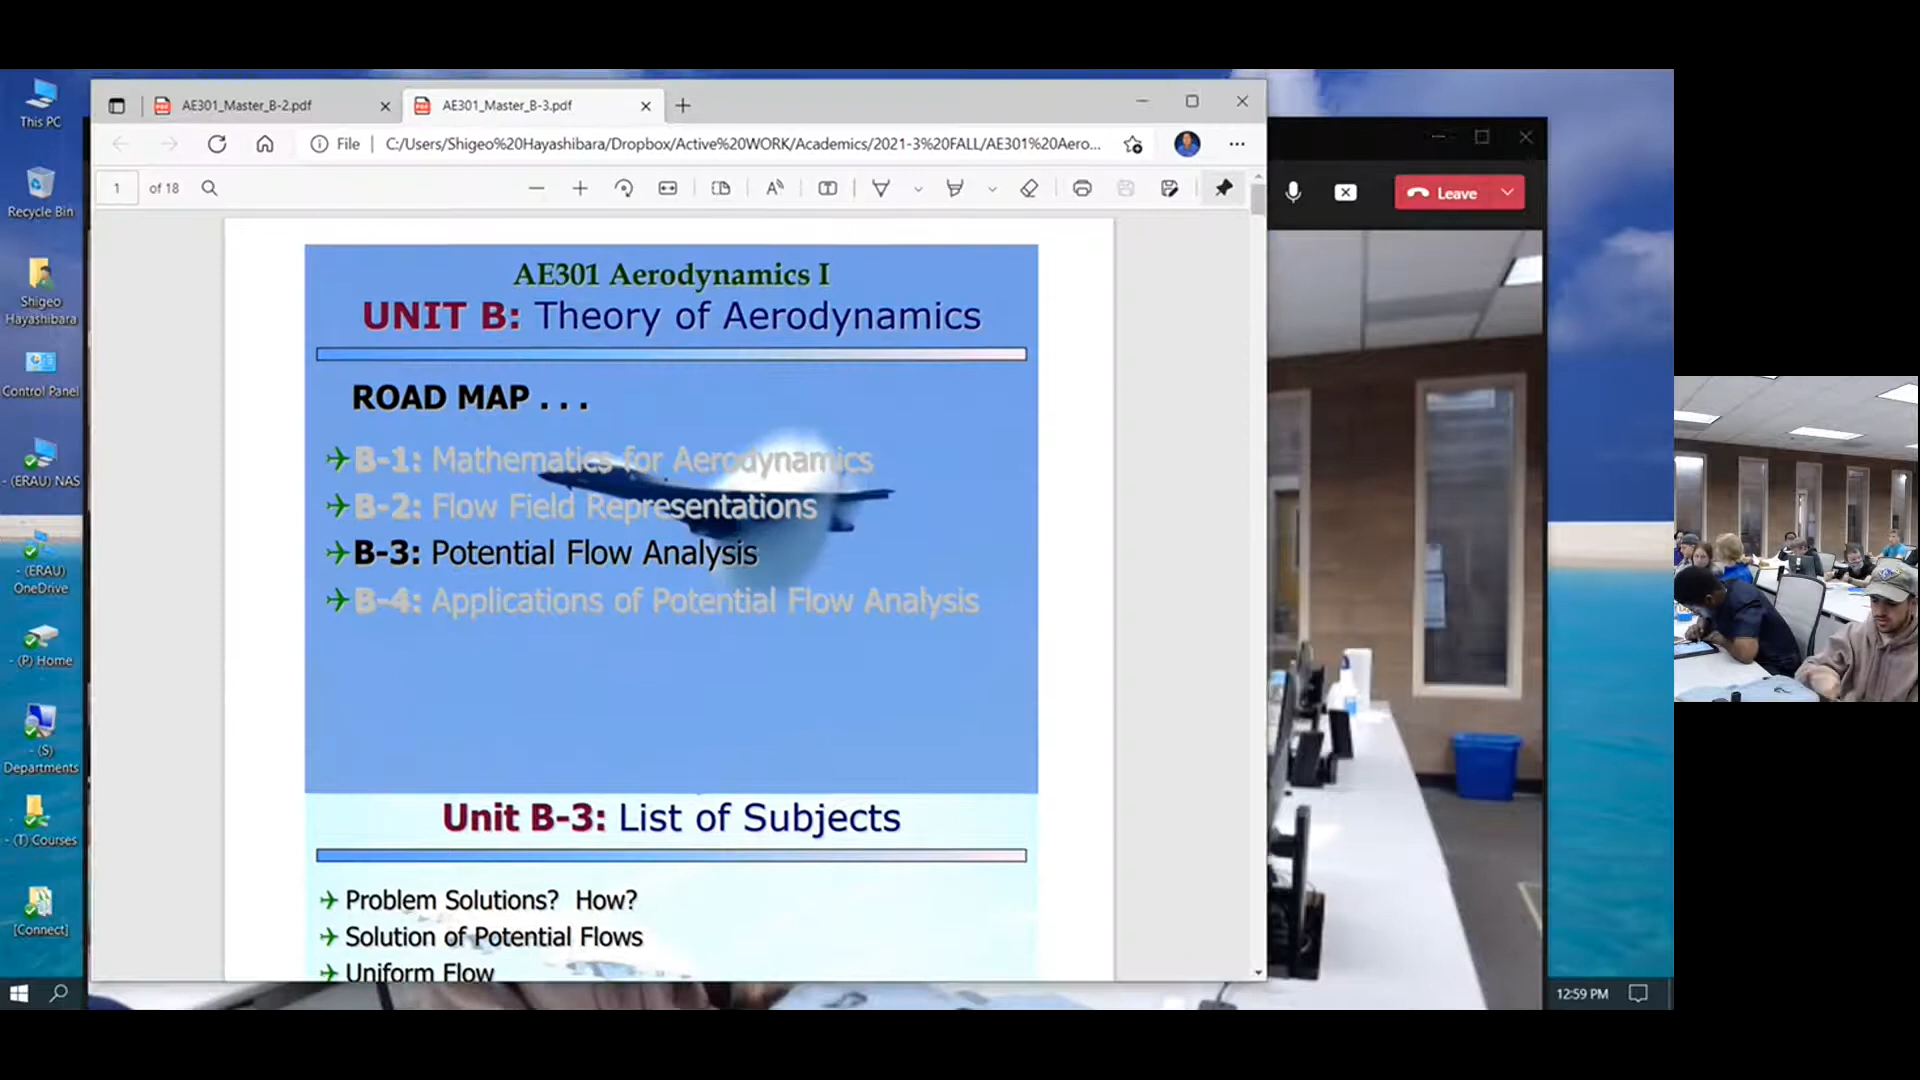 This PC
Recycle Bin
Shigeo
Hayashibara
Control Panel
- (ERAU) NAS
- (ERAU)
OneDrive
- (P) Home
- (S)
Departments
- (T) Courses
[Connect]
AE301_Master_B-2.pdf
AE301_Master_B-3.pdf
File
C:/Users/Shigeo%20Hayashibara/Dropbox/Active%20WORK/Academics/2021-3%20FALL/AE301%20Aero...
1
of 18
Leave
AE301 Aerodynamics I
UNIT B: Theory of Aerodynamics
ROAD MAP . . .
B-1: Mathematics for Aerodynamics
B-2: Flow Field Representations
B-3: Potential Flow Analysis
B-4: Applications of Potential Flow Analysis
Unit B-3: List of Subjects
Problem Solutions? How?
Solution of Potential Flows
Uniform Flow
12:59 PM